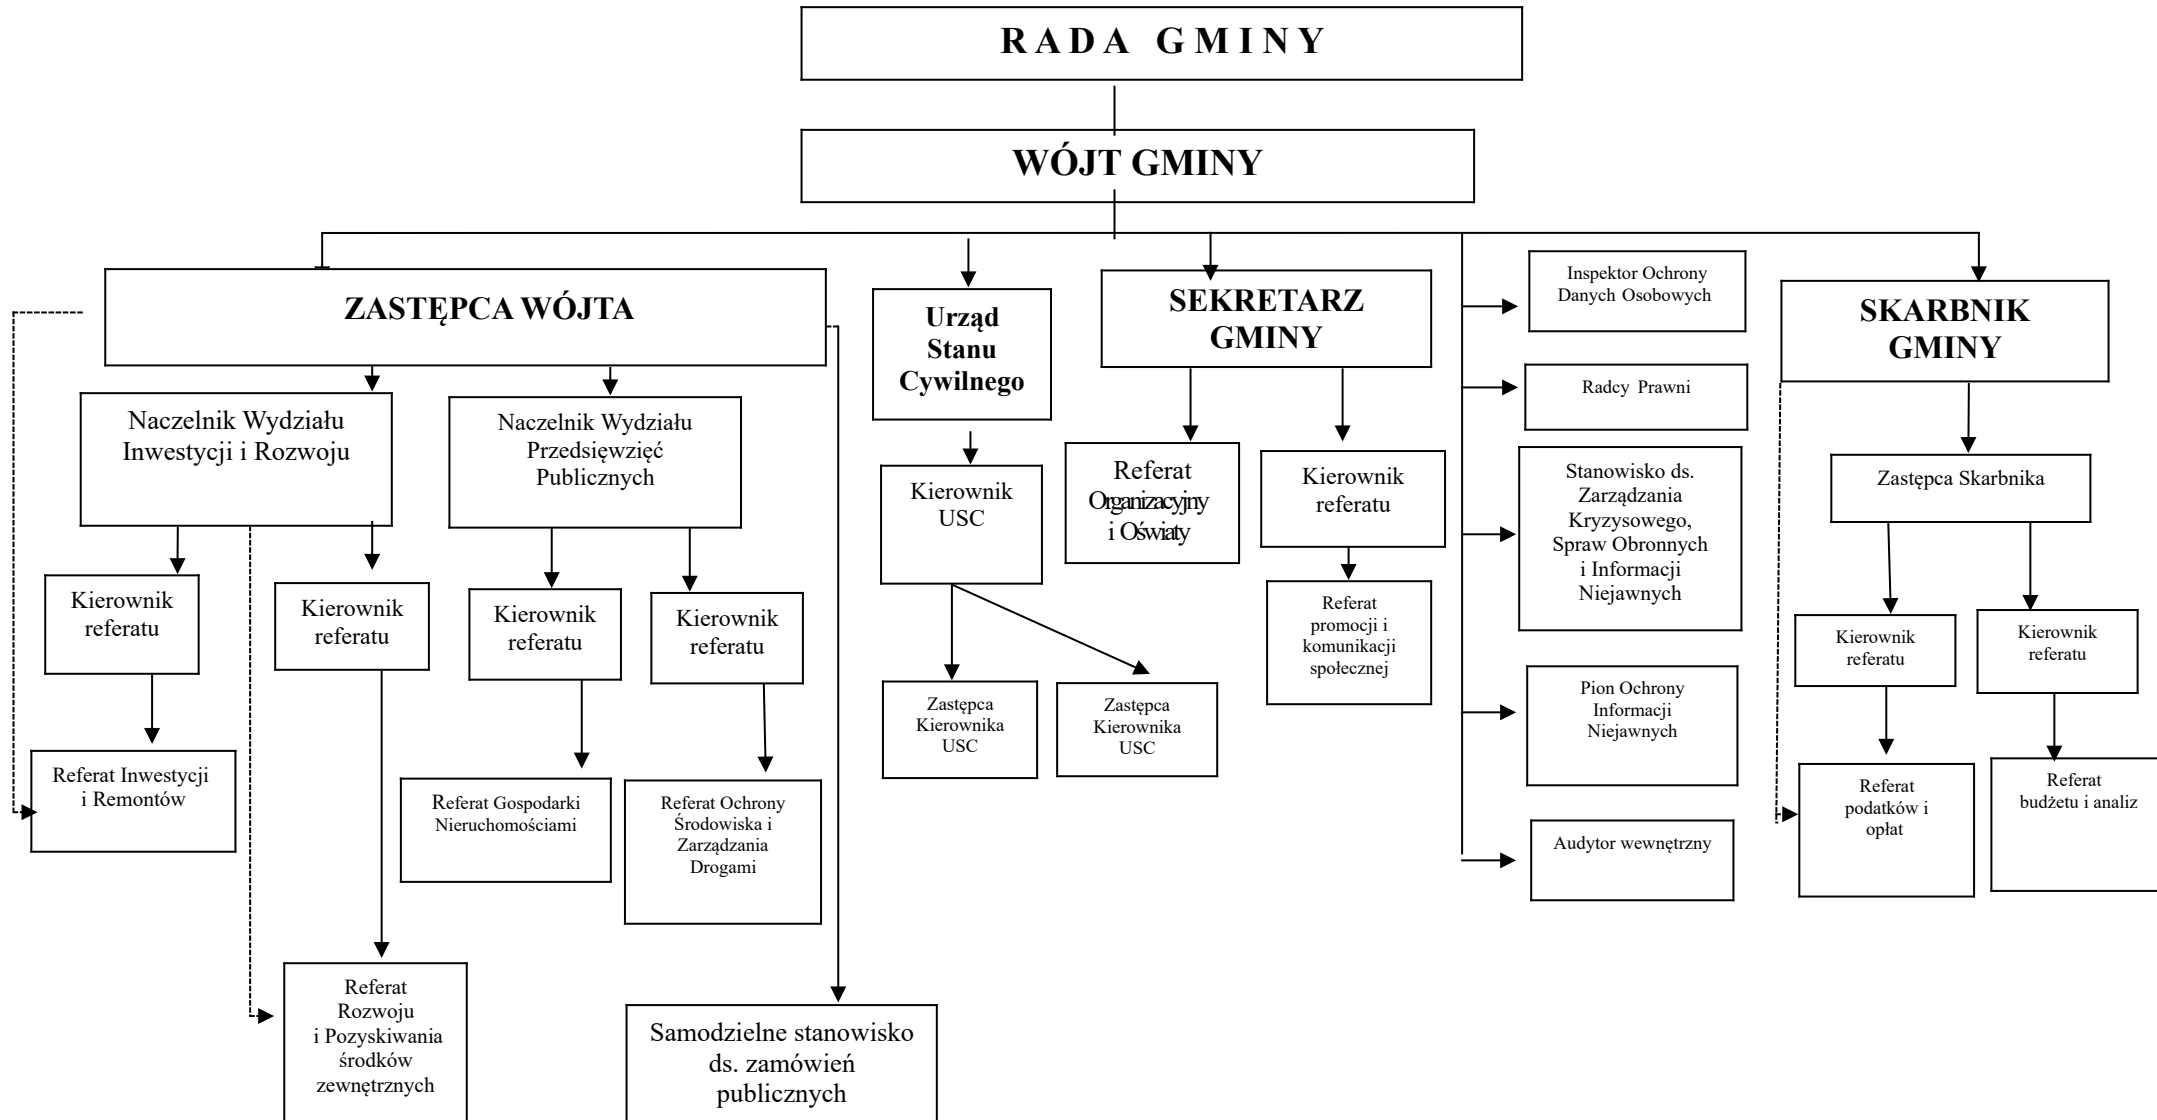 RADA GMINY
WÓJT GMINY
ZASTĘPCA WÓJTA
Urząd
Stanu
Cywilnego
SEKRETARZ
GMINY
Inspektor Ochrony
Danych Osobowych
SKARBNIK
GMINY
Radcy Prawni
Naczelnik Wydziału
Inwestycji i Rozwoju
Naczelnik Wydziału
Przedsięwzięć
Publicznych
Kierownik
USC
Referat
Organizacyjny
i Oświaty
Kierownik
referatu
Stanowisko ds.
Zarządzania
Kryzysowego,
Spraw Obronnych
i Informacji
Niejawnych
Zastępca Skarbnika
Kierownik
referatu
Kierownik
referatu
Kierownik
referatu
Kierownik
referatu
Referat
promocji i
komunikacji
społecznej
Kierownik
referatu
Kierownik
referatu
Zastępca
Kierownika
USC
Zastępca
Kierownika
USC
Pion Ochrony
Informacji
Niejawnych
Referat Inwestycji
i Remontów
Referat Gospodarki
Nieruchomościami
Referat Ochrony
Środowiska i
Zarządzania
Drogami
Audytor wewnętrzny
Referat
podatków i
opłat
Referat
budżetu i analiz
Referat
Rozwoju
i Pozyskiwania
środków
zewnętrznych
Samodzielne stanowisko
ds. zamówień
publicznych